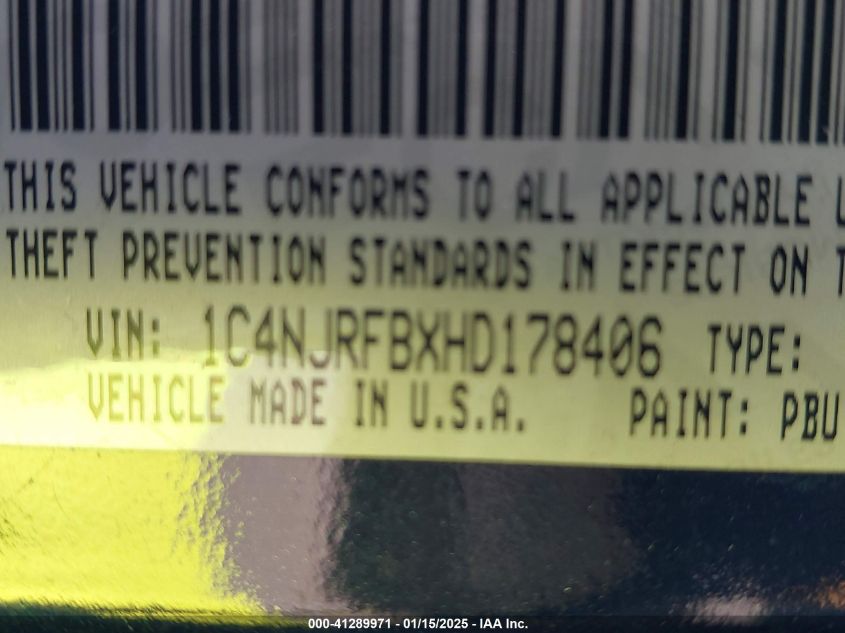 THIS VEHICLE CONFORMS TO ALL APPLICABLE
THEFT PREVENTION STANDARDS IN EFFECT ON
VIN: 1C4NJRFBXHD178406 TYPE:
VEHICLE MADE IN U.S.A. PAINT: PBU
000-41289971 - 01/15/2025 - IAA Inc.